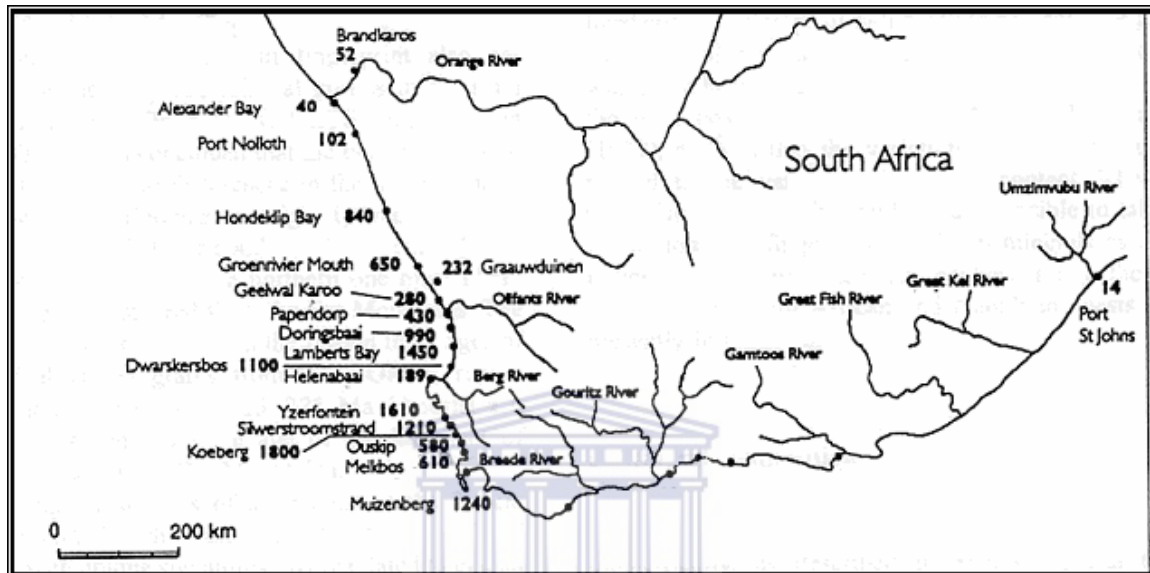 Brandkaros
52
Orange River
Alexander Bay 40
Port Nolloth 102
South Africa
Umzimvubu River
Hondeklip Bay 840
Groenrivier Mouth 650
232 Graauwduinen
Great Kei River
14
Port
St Johns
Great Fish River
Geelwal Karoo 280
Olifants River
Papendorp 430
Doringsbaai 990
Lamberts Bay 1450
Gamtoos River
Dwarskersbos 1100
Helenabaai 189
Berg River
Gouritz River
Yzerfontein 1610
Silwerstroomstrand 1210
Koeberg 1800
Ouskip 580
Melkbos 610
Breede River
Muizenberg 1240
0 200 km